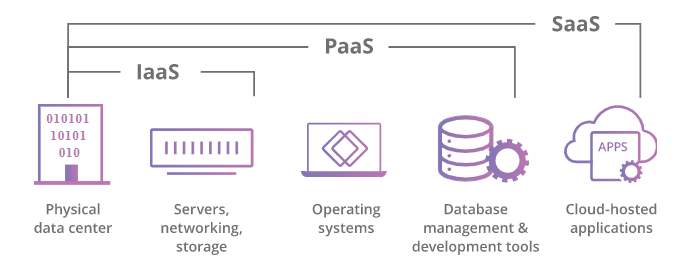 SaaS
PaaS
IaaS
010101
10101
010
APPS
Physical
data center
Servers,
networking,
storage
Operating
systems
Database
management &
development tools
Cloud-hosted
applications